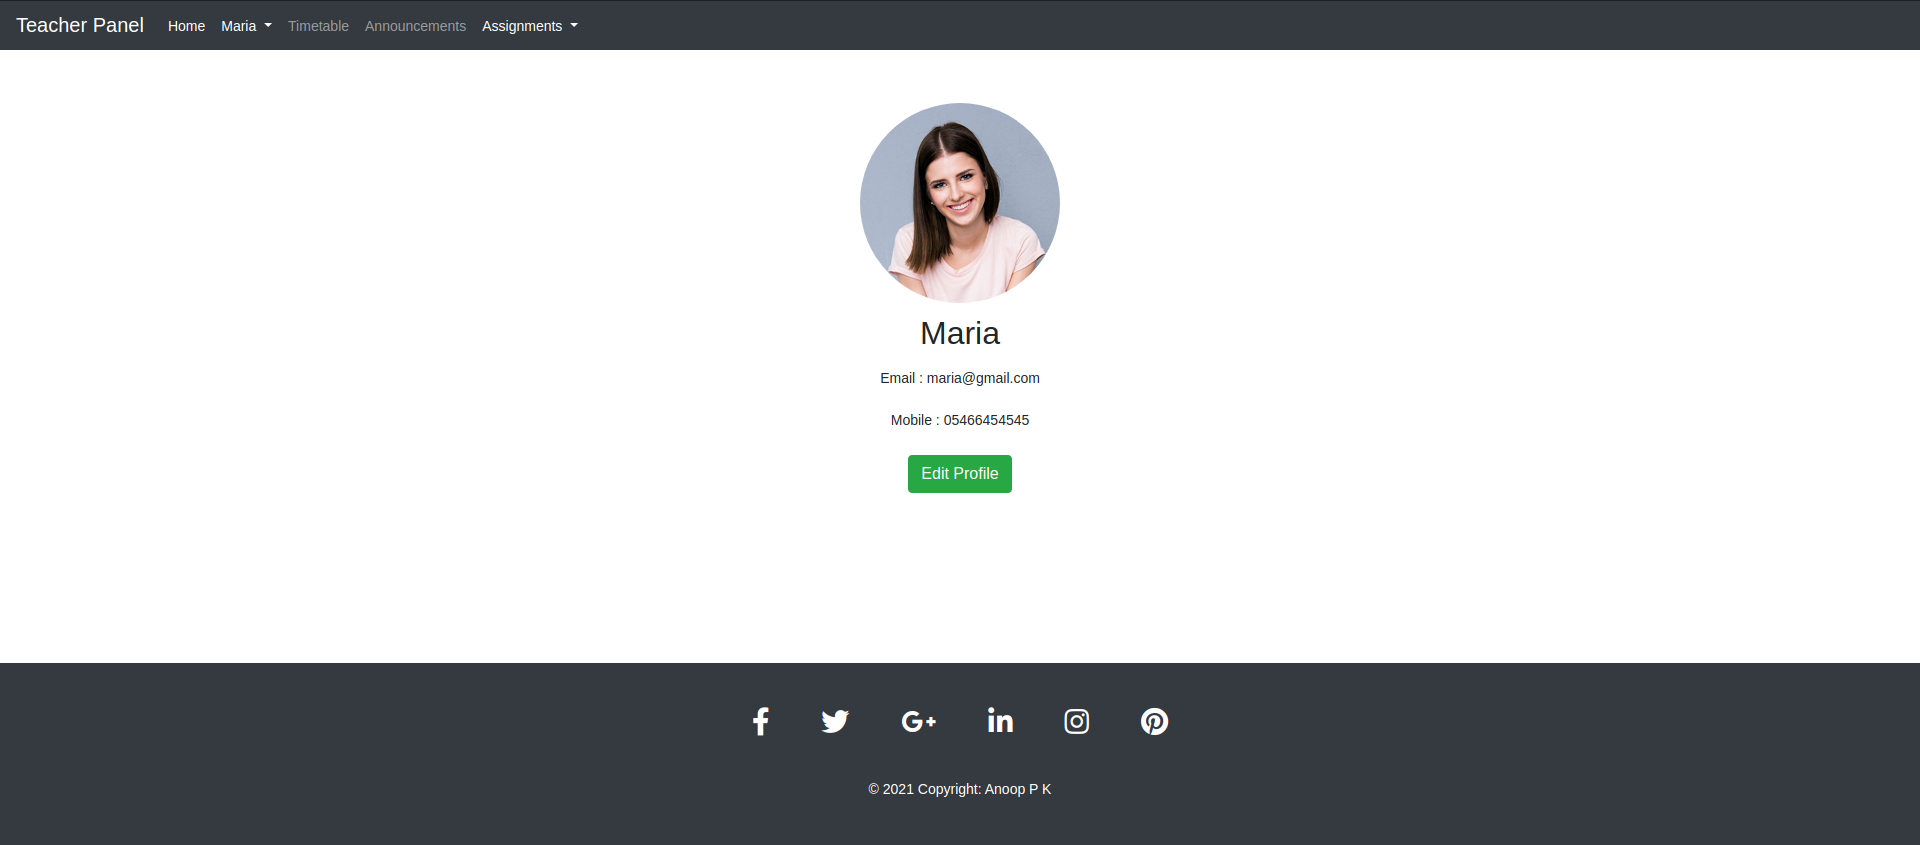 Teacher Panel Home Maria Timetable Announcements Assignments
Maria
Email : maria@gmail.com
Mobile : 05466454545
Edit Profile
© 2021 Copyright: Anoop P K